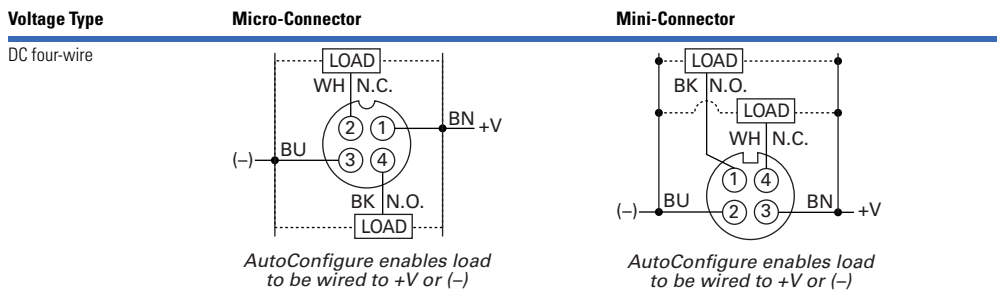 Voltage Type Micro-Connector Mini-Connector
DC four-wire
LOAD
WH N.C.
2 1
BN +V
(–) BU
3 4
BK N.O.
LOAD
AutoConfigure enables load
to be wired to +V or (–)
LOAD
BK N.O.
LOAD
WH N.C.
1 4
(–) BU
2 3
BN +V
AutoConfigure enables load
to be wired to +V or (–)